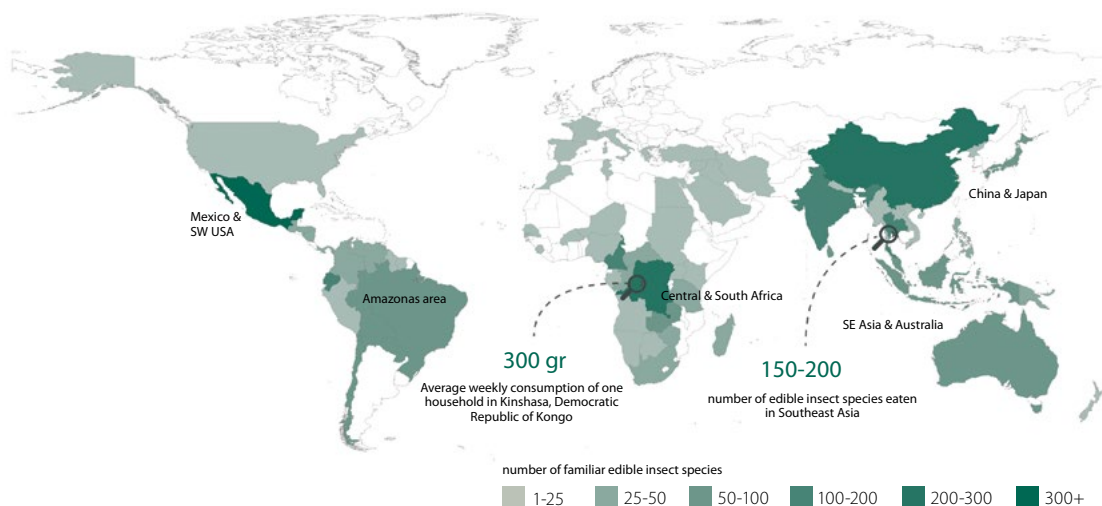 China & Japan
Mexico &
SW USA
Amazonas area
Central & South Africa
SE Asia & Australia
300 gr
Average weekly consumption of one
household in Kinshasa, Democratic
Republic of Kongo
150-200
number of edible insect species eaten
in Southeast Asia
number of familiar edible insect species
1-25
25-50
50-100
100-200
200-300
300+